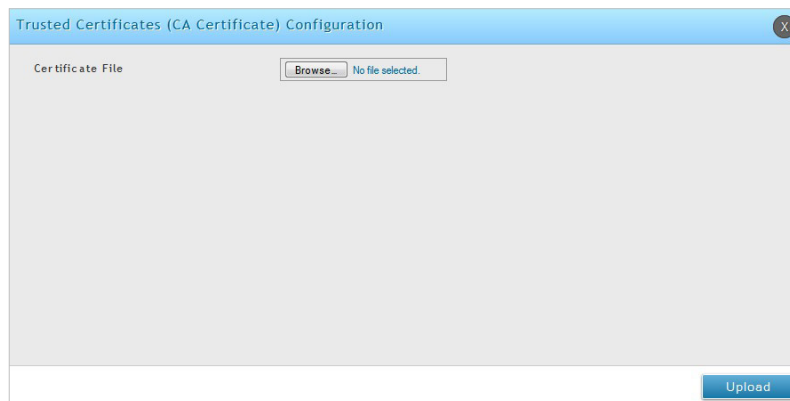 Trusted Certificates (CA Certificate) Configuration
X
Certificate File
Browse... No file selected.
Upload